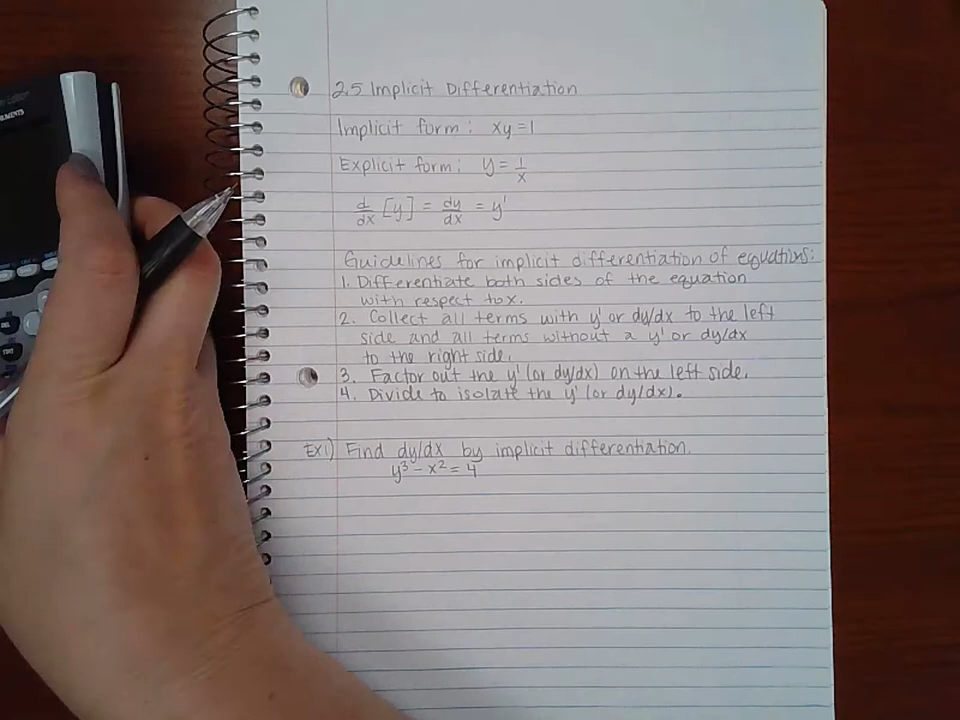 2.5 Implicit Differentiation
Implicit form: xy = 1
Explicit form: y = 1/x
d/dx [y] = dy/dx = y'
Guidelines for implicit differentiation of equations:
1. Differentiate both sides of the equation
with respect to x.
2. Collect all terms with y' or dy/dx to the left
side and all terms without a y' or dy/dx
to the right side.
3. Factor out the y' (or dy/dx) on the left side.
4. Divide to isolate the y' (or dy/dx).
Ex1) Find dy/dx by implicit differentiation.
y³ - x² = 4